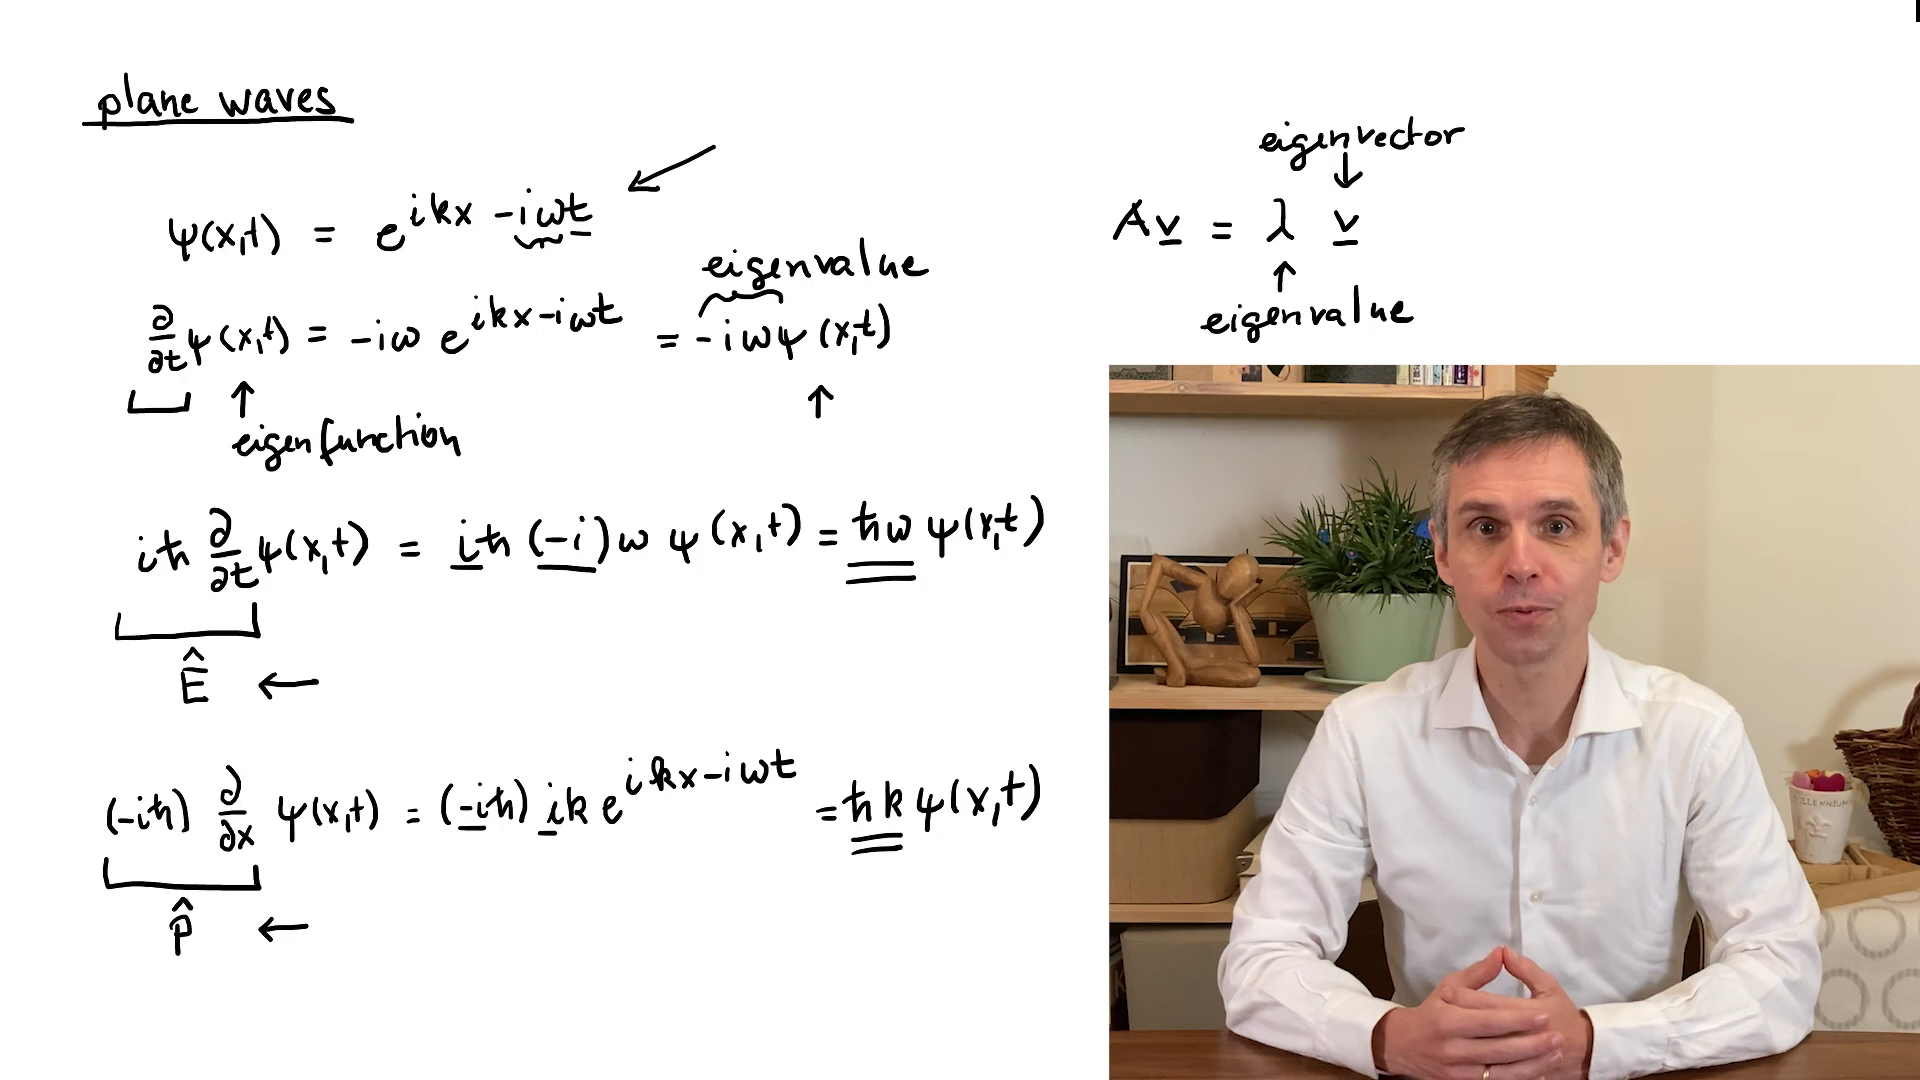 plane waves
ψ(x,t) = e^{ikx - iωt}
∂/∂t ψ(x,t) = -iω e^{ikx-iωt} = -iωψ(x,t)
eigenvalue
eigenfunction
iħ ∂/∂t ψ(x,t) = iħ (-i) ω ψ(x,t) = ħω ψ(x,t)
Ê
(-iħ) ∂/∂x ψ(x,t) = (-iħ) ik e^{ikx-iωt} = ħk ψ(x,t)
p̂
eigenvector
Av = λ v
eigenvalue
MILLENNIUM